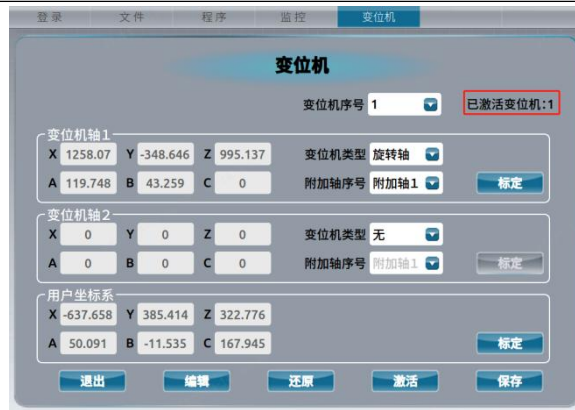 登录 文件 程序 监控 变位机
变位机
变位机序号 1 已激活变位机:1
变位机轴1
X 1258.07 Y -348.646 Z 995.137 变位机类型 旋转轴
A 119.748 B 43.259 C 0 附加轴序号 附加轴1 标定
变位机轴2
X 0 Y 0 Z 0 变位机类型 无
A 0 B 0 C 0 附加轴序号 附加轴1 标定
用户坐标系
X -637.658 Y 385.414 Z 322.776
A 50.091 B -11.535 C 167.945 标定
退出 编辑 还原 激活 保存